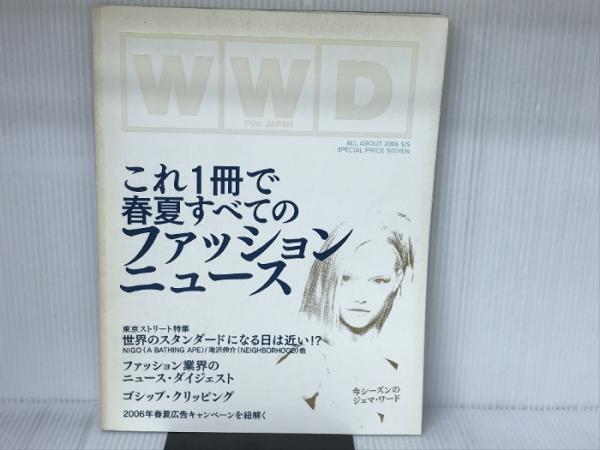 WWD
FOR JAPAN
ALL ABOUT 2006 S/S
SPECIAL PRICE 500YEN
これ1冊で
春夏すべての
ファッション
ニュース
東京ストリート特集
世界のスタンダードになる日は近い!?
NIGO(A BATHING APE)/滝沢伸介(NEIGHBORHOOD)他
ファッション業界の
ニュース・ダイジェスト
ゴシップ・クリッピング
2006年春夏広告キャンペーンを紐解く
今シーズンの
ジェマ・ワード